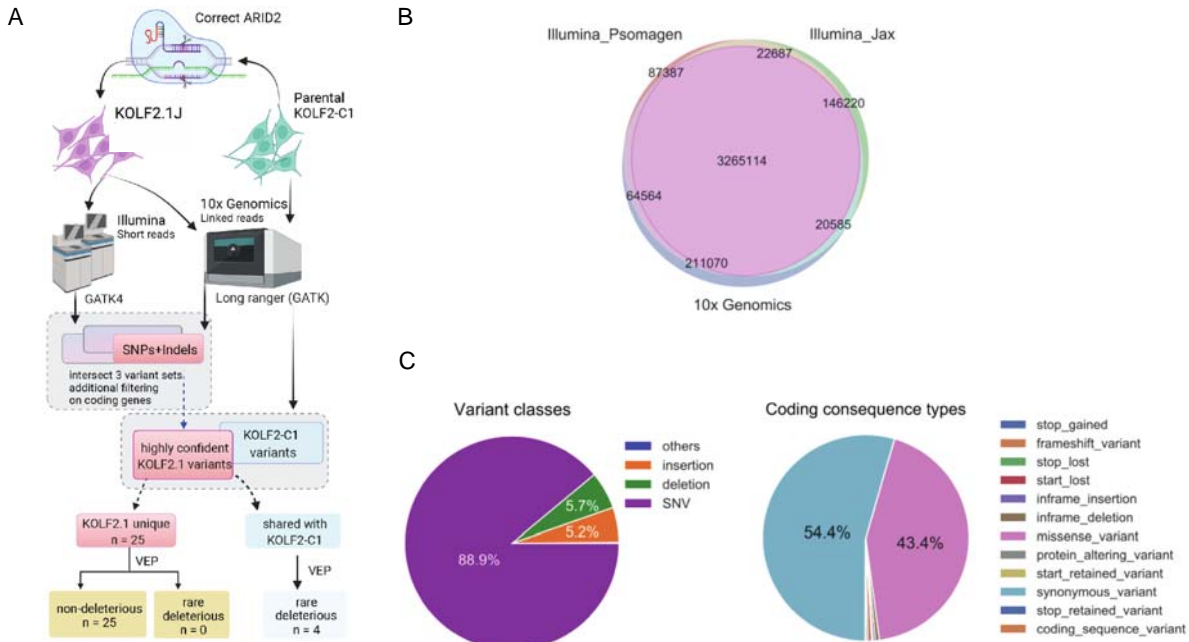 A
Correct ARID2
KOLF2.1J
Parental
KOLF2-C1
10x Genomics
Linked reads
Illumina
Short reads
GATK4
Long ranger (GATK)
SNPs+Indels
intersect 3 variant sets
additional filtering
on coding genes
highly confident
KOLF2.1 variants
KOLF2-C1
variants
KOLF2.1 unique
n = 25
shared with
KOLF2-C1
VEP
VEP
non-deleterious
n = 25
rare
deleterious
n = 0
rare
deleterious
n = 4
B
Illumina_Psomagen
Illumina_Jax
22687
87387
146220
3265114
64564
20585
211070
10x Genomics
C
Variant classes
others
insertion
deletion
SNV
5.7%
5.2%
88.9%
Coding consequence types
54.4%
43.4%
stop_gained
frameshift_variant
stop_lost
start_lost
inframe_insertion
inframe_deletion
missense_variant
protein_altering_variant
start_retained_variant
synonymous_variant
stop_retained_variant
coding_sequence_variant